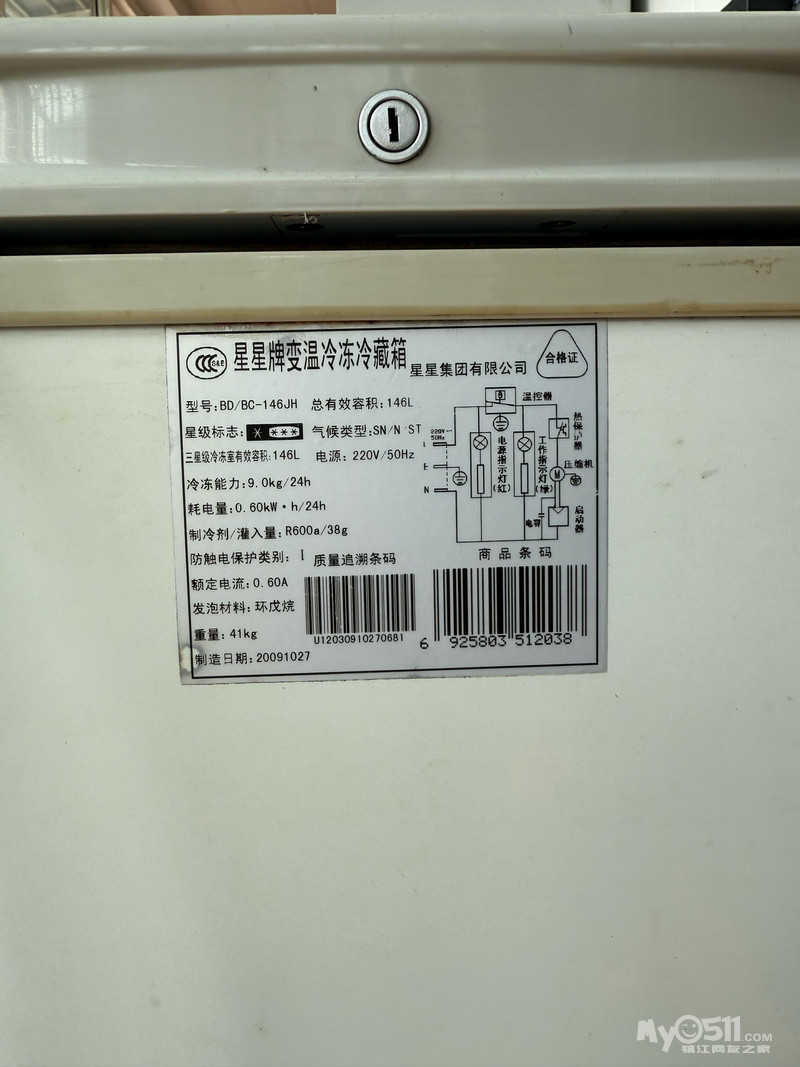 CCC S&E 星星牌变温冷冻冷藏箱 星星集团有限公司 合格证
型号:BD/BC-146JH 总有效容积:146L
星级标志: * *** 气候类型:SN/N ST
三星级冷冻室有效容积:146L 电源: 220V/50Hz
冷冻能力:9.0kg/24h
耗电量:0.60kW·h/24h
制冷剂/灌入量: R600a/38g
防触电保护类别: I 质量追溯条码
额定电流:0.60A
发泡材料:环戊烷
重量:41kg
U12030910270681
制造日期:20091027
温控器
热保护器
220V~
50Hz
L
E
N
电源指示灯(红)
工作指示灯(绿)
压缩机
M
电容
启动器
商品条码
6 925803 512038
My0511.COM
镇江网友之家